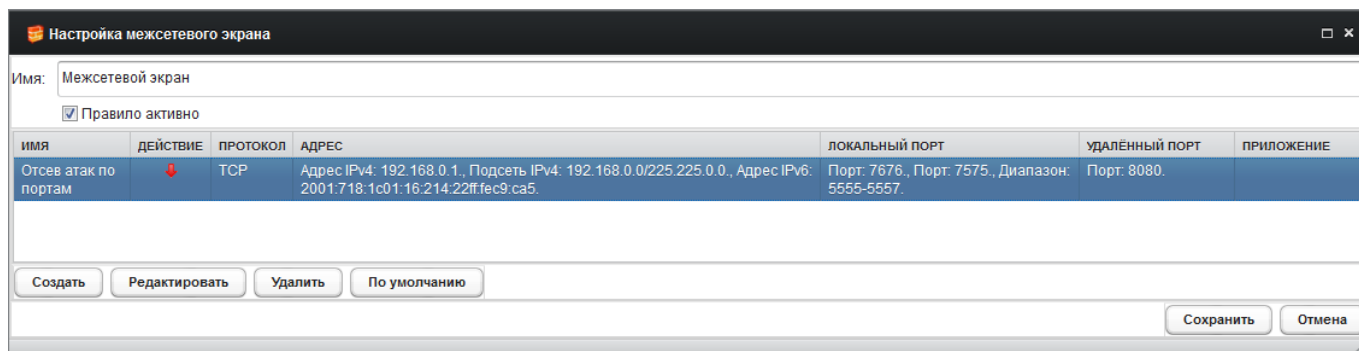 Настройка межсетевого экрана
Имя: Межсетевой экран
Правило активно
ИМЯ ДЕЙСТВИЕ ПРОТОКОЛ АДРЕС ЛОКАЛЬНЫЙ ПОРТ УДАЛЁННЫЙ ПОРТ ПРИЛОЖЕНИЕ
Отсев атак по TCP Адрес IPv4: 192.168.0.1., Подсеть IPv4: 192.168.0.0/225.225.0.0., Адрес IPv6: Порт: 7676., Порт: 7575., Диапазон: Порт: 8080.
портам 2001:718:1c01:16:214:22ff:fec9:ca5. 5555-5557.
Создать Редактировать Удалить По умолчанию
Сохранить Отмена